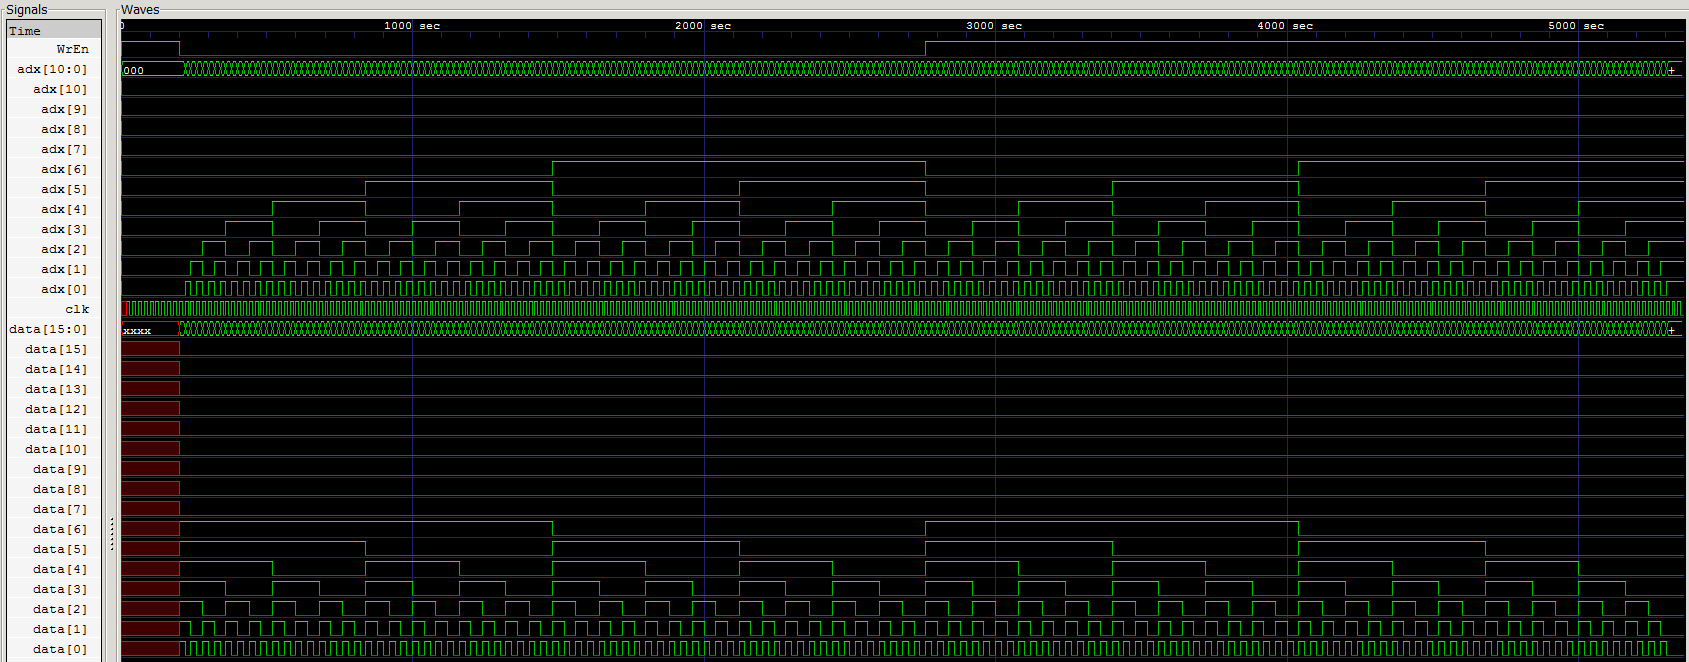 Signals Waves
Time 0 1000 sec 2000 sec 3000 sec 4000 sec 5000 sec
WrEn
adx[10:0] 000 +
adx[10]
adx[9]
adx[8]
adx[7]
adx[6]
adx[5]
adx[4]
adx[3]
adx[2]
adx[1]
adx[0]
clk
data[15:0] xxxx +
data[15]
data[14]
data[13]
data[12]
data[11]
data[10]
data[9]
data[8]
data[7]
data[6]
data[5]
data[4]
data[3]
data[2]
data[1]
data[0]